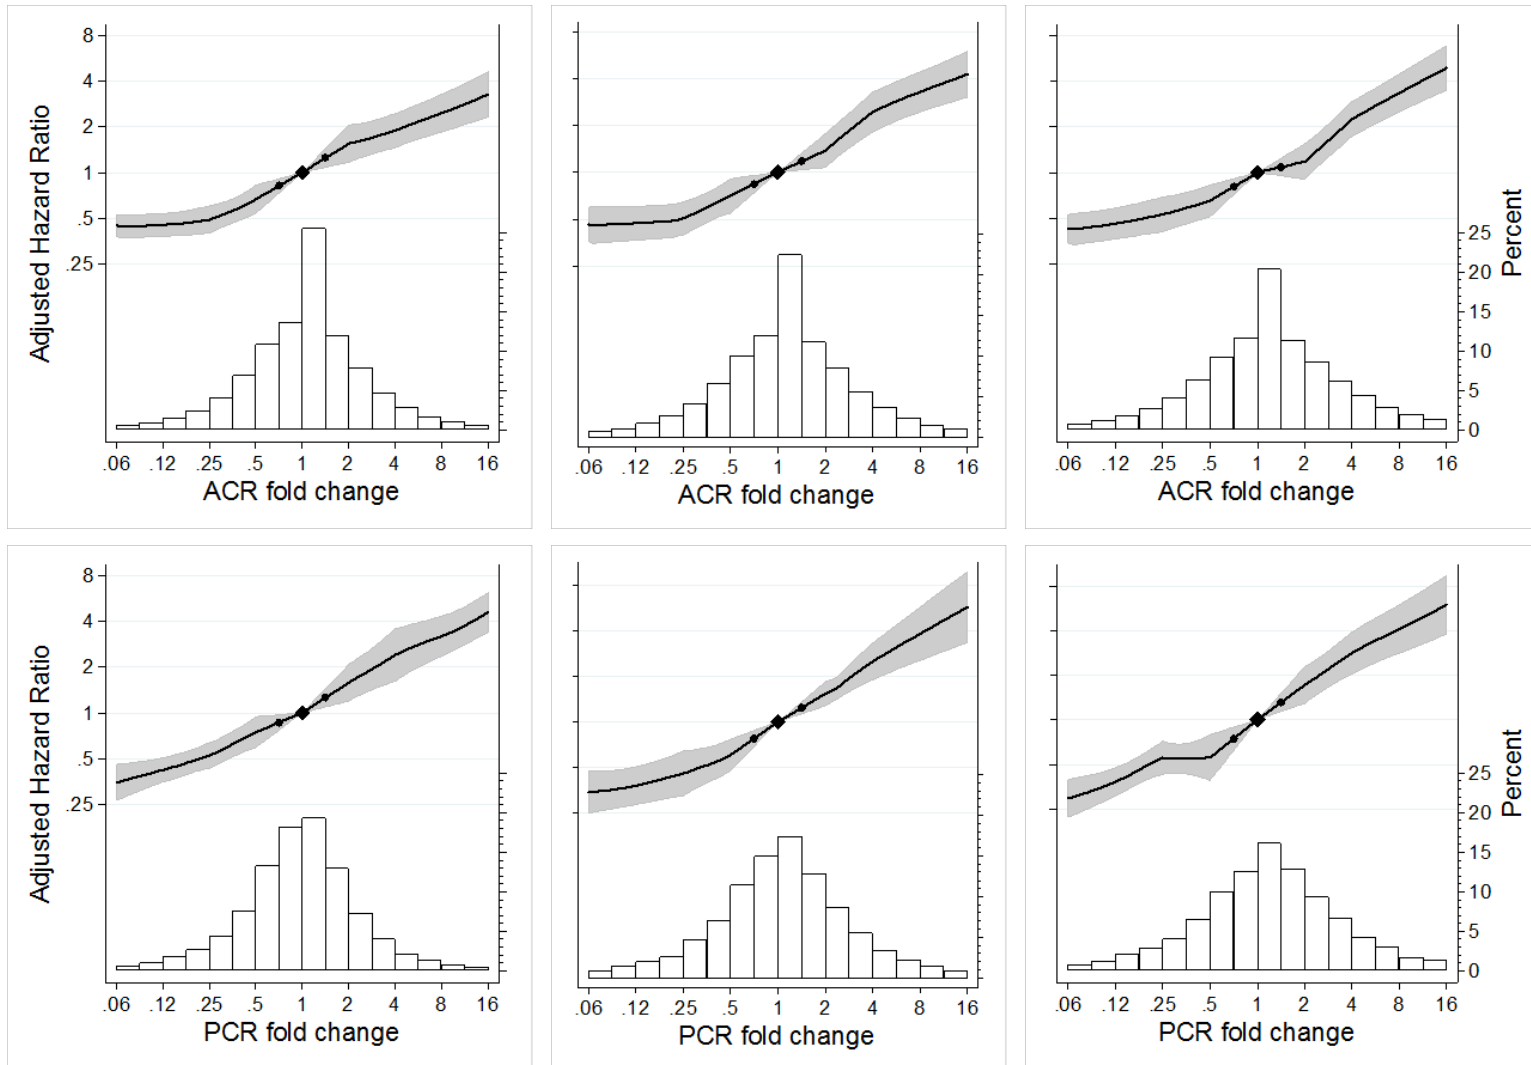 Adjusted Hazard Ratio
8
4
2
1
.5
.25
.06 .12 .25 .5 1 2 4 8 16
ACR fold change
.06 .12 .25 .5 1 2 4 8 16
ACR fold change
25
20
15
10
5
0
Percent
.06 .12 .25 .5 1 2 4 8 16
ACR fold change
Adjusted Hazard Ratio
8
4
2
1
.5
.25
.06 .12 .25 .5 1 2 4 8 16
PCR fold change
.06 .12 .25 .5 1 2 4 8 16
PCR fold change
25
20
15
10
5
0
Percent
.06 .12 .25 .5 1 2 4 8 16
PCR fold change